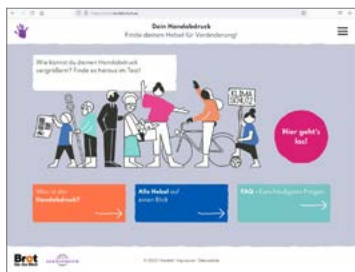 Dein Handabdruck
Finde deinen Hebel für Veränderung!
Wie kannst du deinen Handabdruck
vergrößern? Finde es heraus im Test!
KLIMA
SCHUTZ
Hier geht's
los!
Was ist der
Handabdruck?
Alle Hebel auf
einen Blick
FAQ - Eure häufigsten Fragen
Brot
für die Welt